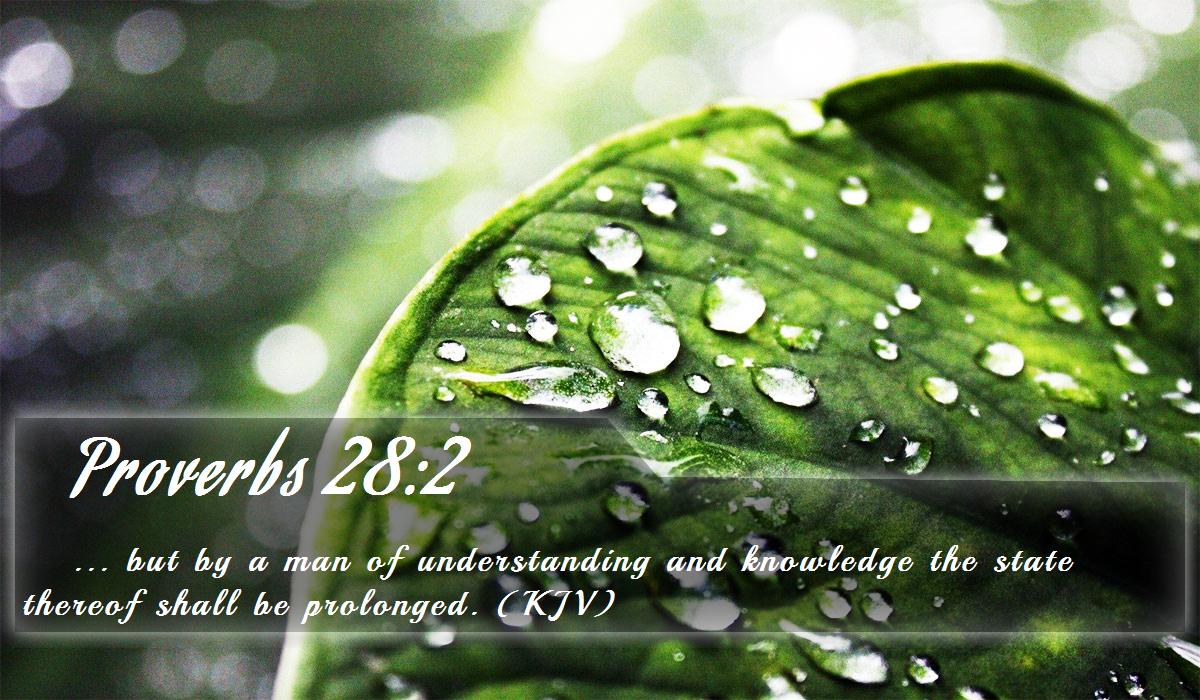 Proverbs 28:2
... but by a man of understanding and knowledge the state
thereof shall be prolonged. (KJV)